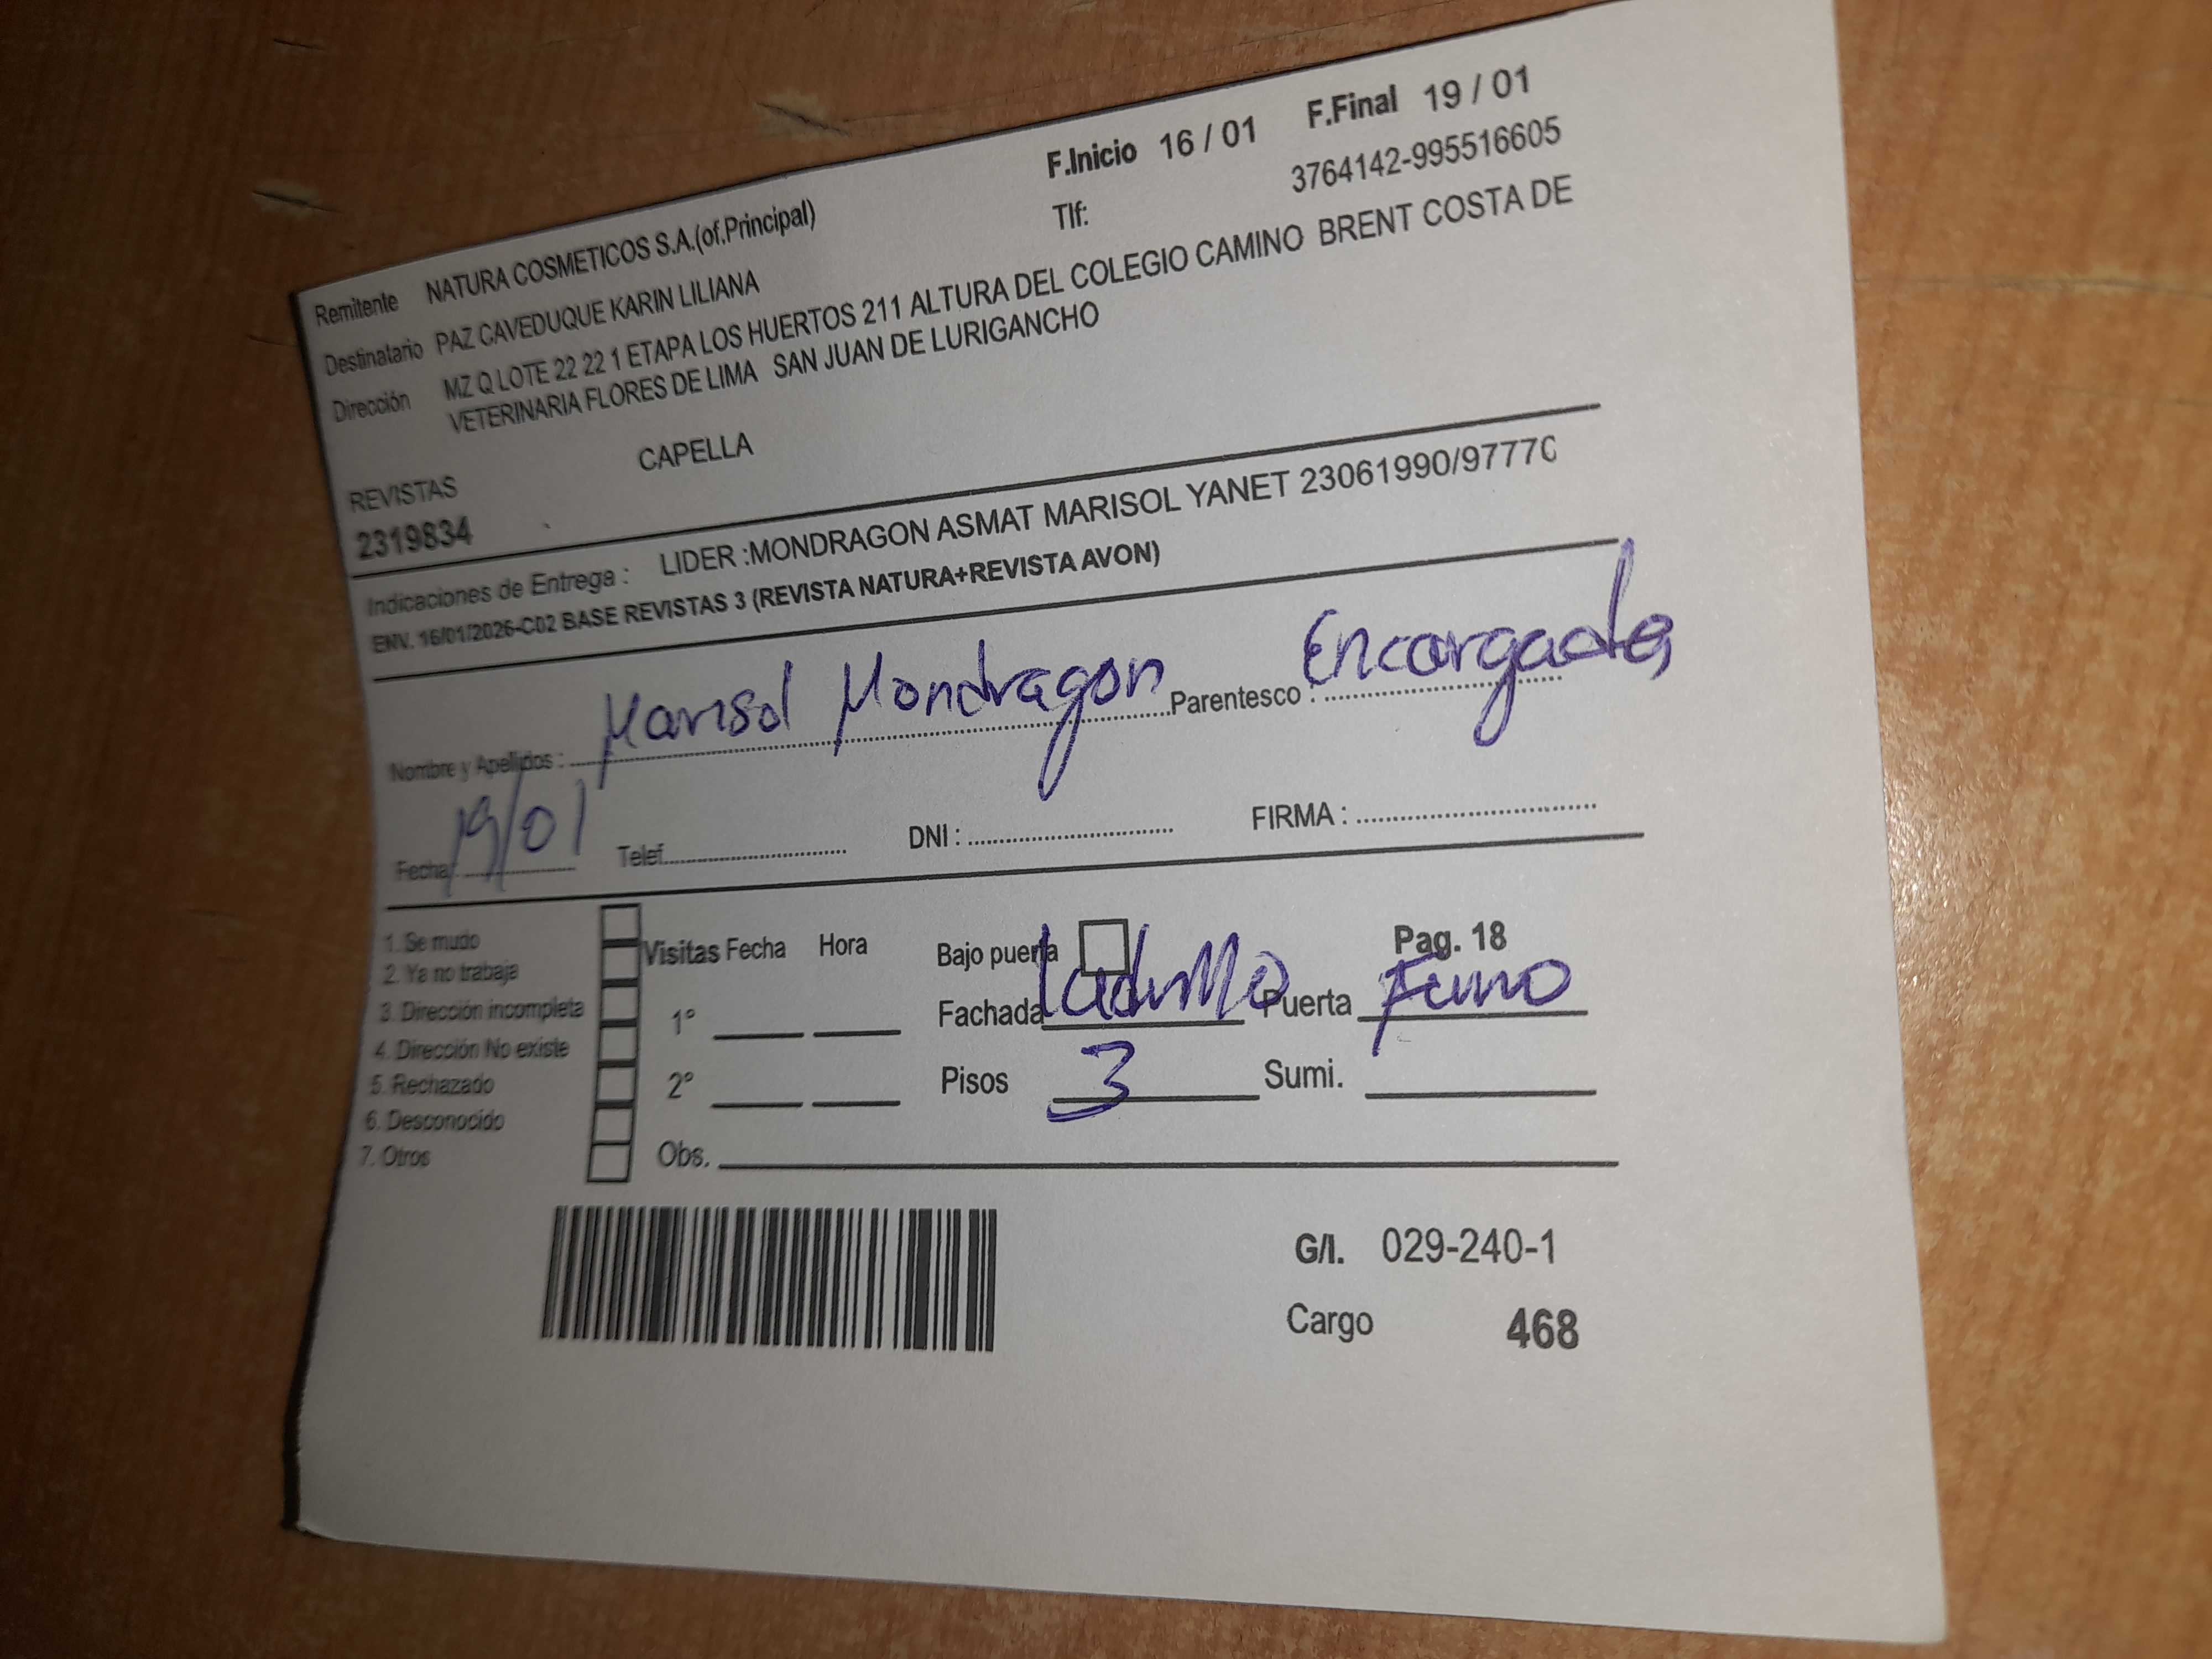 F.Inicio 16 / 01 F.Final 19 / 01
Remitente NATURA COSMETICOS S.A.(of.Principal) Tlf: 3764142-995516605
Destinatario PAZ CAVEDUQUE KARIN LILIANA
Dirección MZ Q LOTE 22 22 1 ETAPA LOS HUERTOS 211 ALTURA DEL COLEGIO CAMINO BRENT COSTA DE
VETERINARIA FLORES DE LIMA SAN JUAN DE LURIGANCHO
REVISTAS CAPELLA
2319834
Indicaciones de Entrega : LIDER :MONDRAGON ASMAT MARISOL YANET 23061990/9777
ENV. 16/01/2026-C02 BASE REVISTAS 3 (REVISTA NATURA+REVISTA AVON)
Nombre y Apellidos : Marisol Mondragon Parentesco : Encargada
Fecha: 19/01 Telef. DNI : FIRMA :
1. Se mudo
2. Ya no trabaja
3. Dirección incompleta
4. Dirección No existe
5. Rechazado
6. Desconocido
7. Otros
Visitas Fecha Hora Bajo puerta Pag. 18
1° Fachada ladrillo Puerta
2° Pisos 3 Sumi.
Obs.
G/I. 029-240-1
Cargo 468